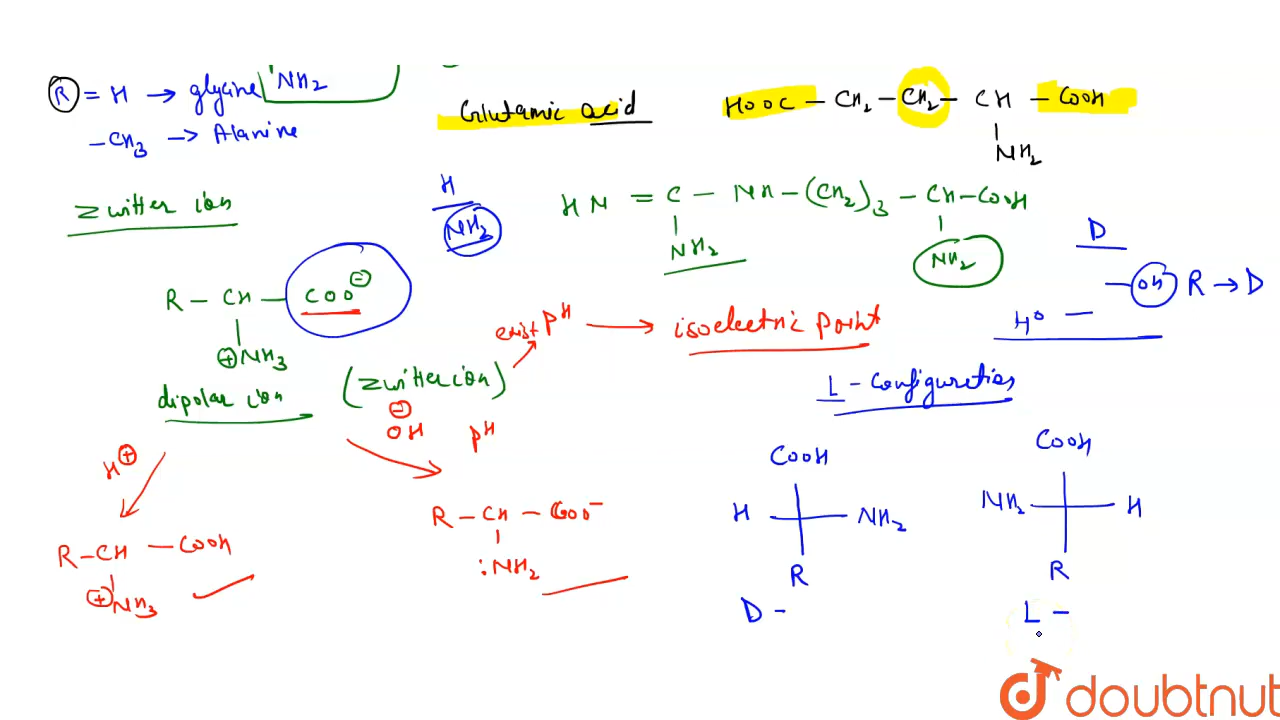 R = H → glycine
NH2
-CH3 → Alanine
Glutamic acid
HOOC - CH2 - CH2 - CH - COOH
NH2
Zwitter ion
H
NH2
HN = C - NH - (CH2)3 - CH - COOH
NH2
NH2
D
- OH R → D
HO -
R - CH - COO⊖
⊕NH3
dipolar ion
(Zwitter ion)
exist pH → isoelectric point
L - Configuration
H⊕
⊖
OH pH
R - CH - COOH
⊕NH3
R - CH - COO-
:NH2
COOH
H NH2
R
D -
COOH
NH2 H
R
L -
doubtnut